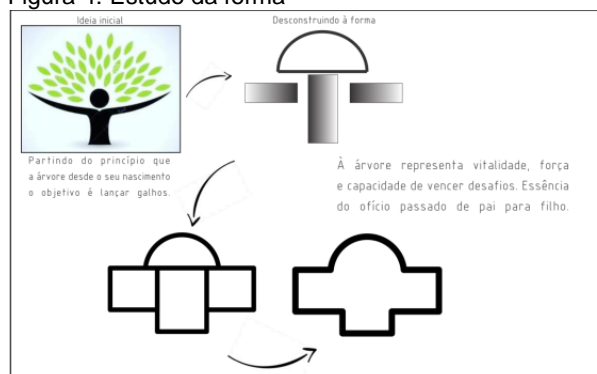 Figura 4: Estudo da forma
Ideia inicial
Desconstruindo à forma
Partindo do princípio que
a árvore desde o seu nascimento
o objetivo é lançar galhos.
À árvore representa vitalidade, força
e capacidade de vencer desafios. Essência
do ofício passado de pai para filho.